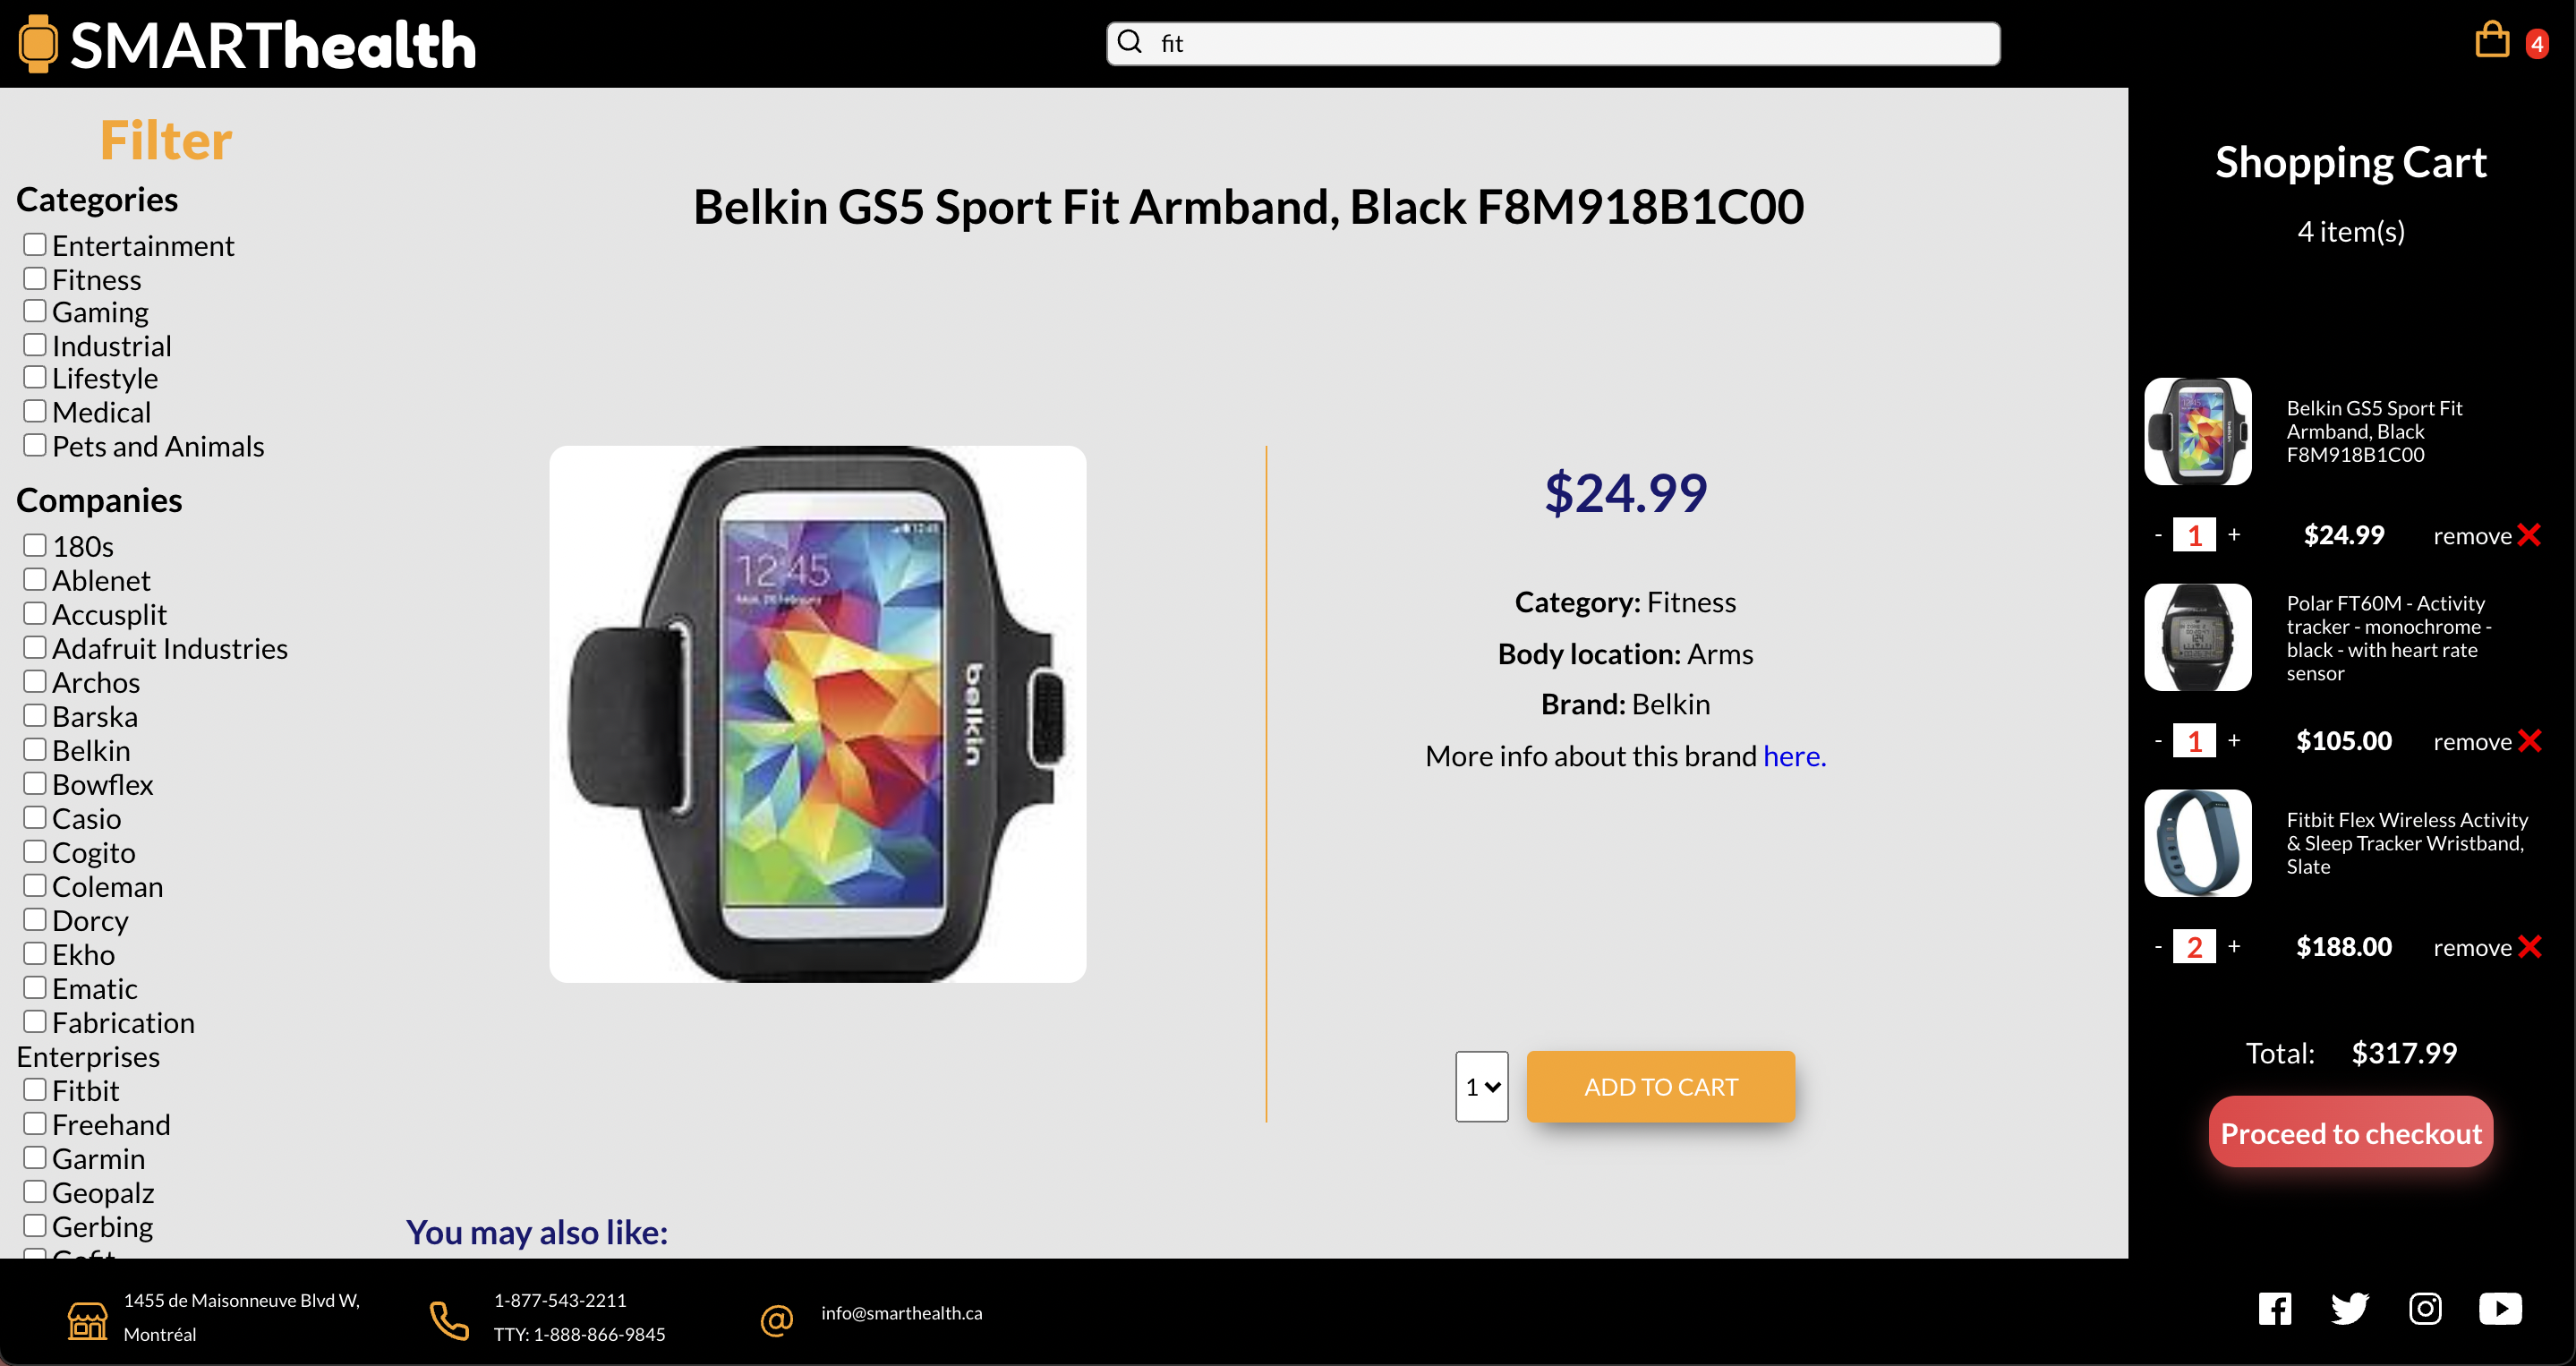 SMARThealth
fit
4
Filter
Categories
Entertainment
Fitness
Gaming
Industrial
Lifestyle
Medical
Pets and Animals
Companies
180s
Ablenet
Accusplit
Adafruit Industries
Archos
Barska
Belkin
Bowflex
Casio
Cogito
Coleman
Dorcy
Ekho
Ematic
Fabrication
Enterprises
Fitbit
Freehand
Garmin
Geopalz
Gerbing
Belkin GS5 Sport Fit Armband, Black F8M918B1C00
12:45
12:45
belkin
$24.99
Category: Fitness
Body location: Arms
Brand: Belkin
More info about this brand here.
1
ADD TO CART
You may also like:
Shopping Cart
4 item(s)
Belkin GS5 Sport Fit
Armband, Black
F8M918B1C00
- 1 + $24.99 remove
Polar FT60M - Activity
tracker - monochrome -
black - with heart rate
sensor
- 1 + $105.00 remove
Fitbit Flex Wireless Activity
& Sleep Tracker Wristband,
Slate
- 2 + $188.00 remove
Total: $317.99
Proceed to checkout
1455 de Maisonneuve Blvd W,
Montréal
1-877-543-2211
TTY: 1-888-866-9845
@
info@smarthealth.ca